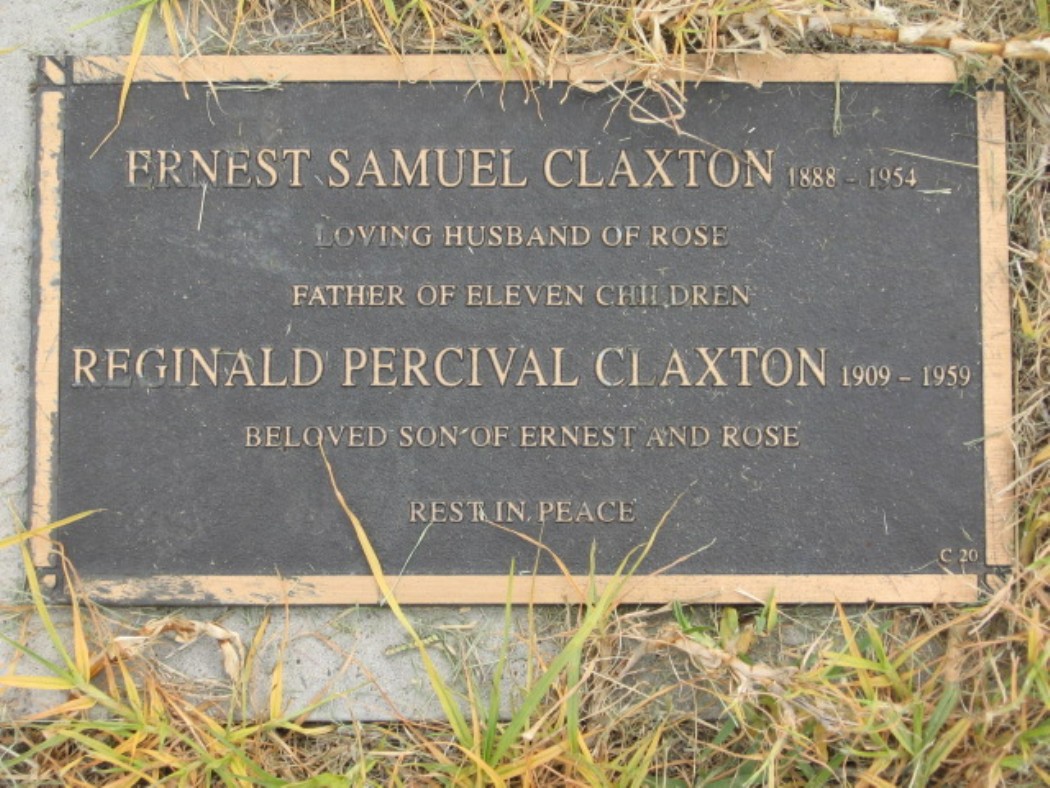 ERNEST SAMUEL CLAXTON 1888 – 1954
LOVING HUSBAND OF ROSE
FATHER OF ELEVEN CHILDREN
REGINALD PERCIVAL CLAXTON 1909 – 1959
BELOVED SON OF ERNEST AND ROSE
REST IN PEACE
C 20